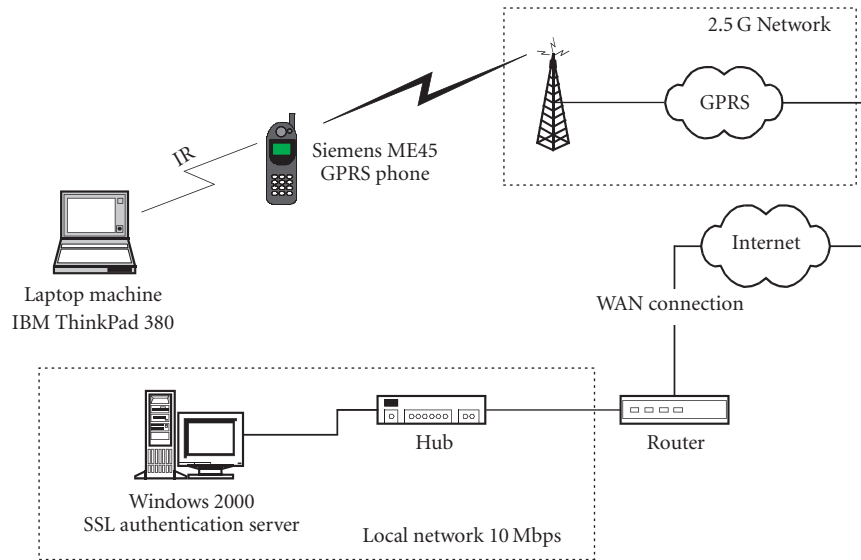 2.5 G Network
GPRS
IR
Siemens ME45
GPRS phone
Internet
Laptop machine
IBM ThinkPad 380
WAN connection
Hub
Router
Windows 2000
SSL authentication server
Local network 10 Mbps